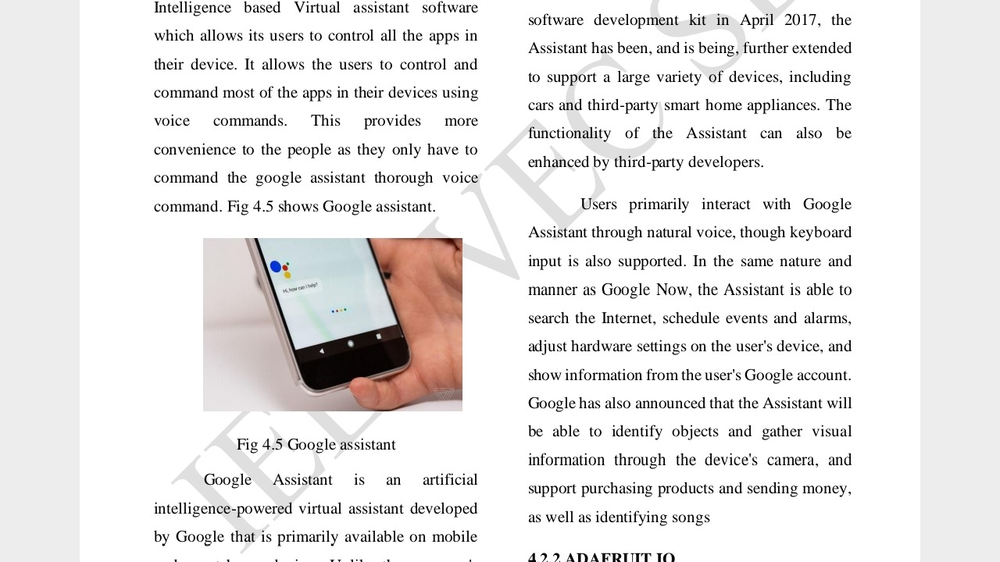 Intelligence based Virtual assistant software
which allows its users to control all the apps in
their device. It allows the users to control and
command most of the apps in their devices using
voice commands. This provides more
convenience to the people as they only have to
command the google assistant thorough voice
command. Fig 4.5 shows Google assistant.
Hi, how can I help?
Fig 4.5 Google assistant
Google Assistant is an artificial
intelligence-powered virtual assistant developed
by Google that is primarily available on mobile
software development kit in April 2017, the
Assistant has been, and is being, further extended
to support a large variety of devices, including
cars and third-party smart home appliances. The
functionality of the Assistant can also be
enhanced by third-party developers.
Users primarily interact with Google
Assistant through natural voice, though keyboard
input is also supported. In the same nature and
manner as Google Now, the Assistant is able to
search the Internet, schedule events and alarms,
adjust hardware settings on the user's device, and
show information from the user's Google account.
Google has also announced that the Assistant will
be able to identify objects and gather visual
information through the device's camera, and
support purchasing products and sending money,
as well as identifying songs
4.2.2 ADAFRUIT IO
VEC